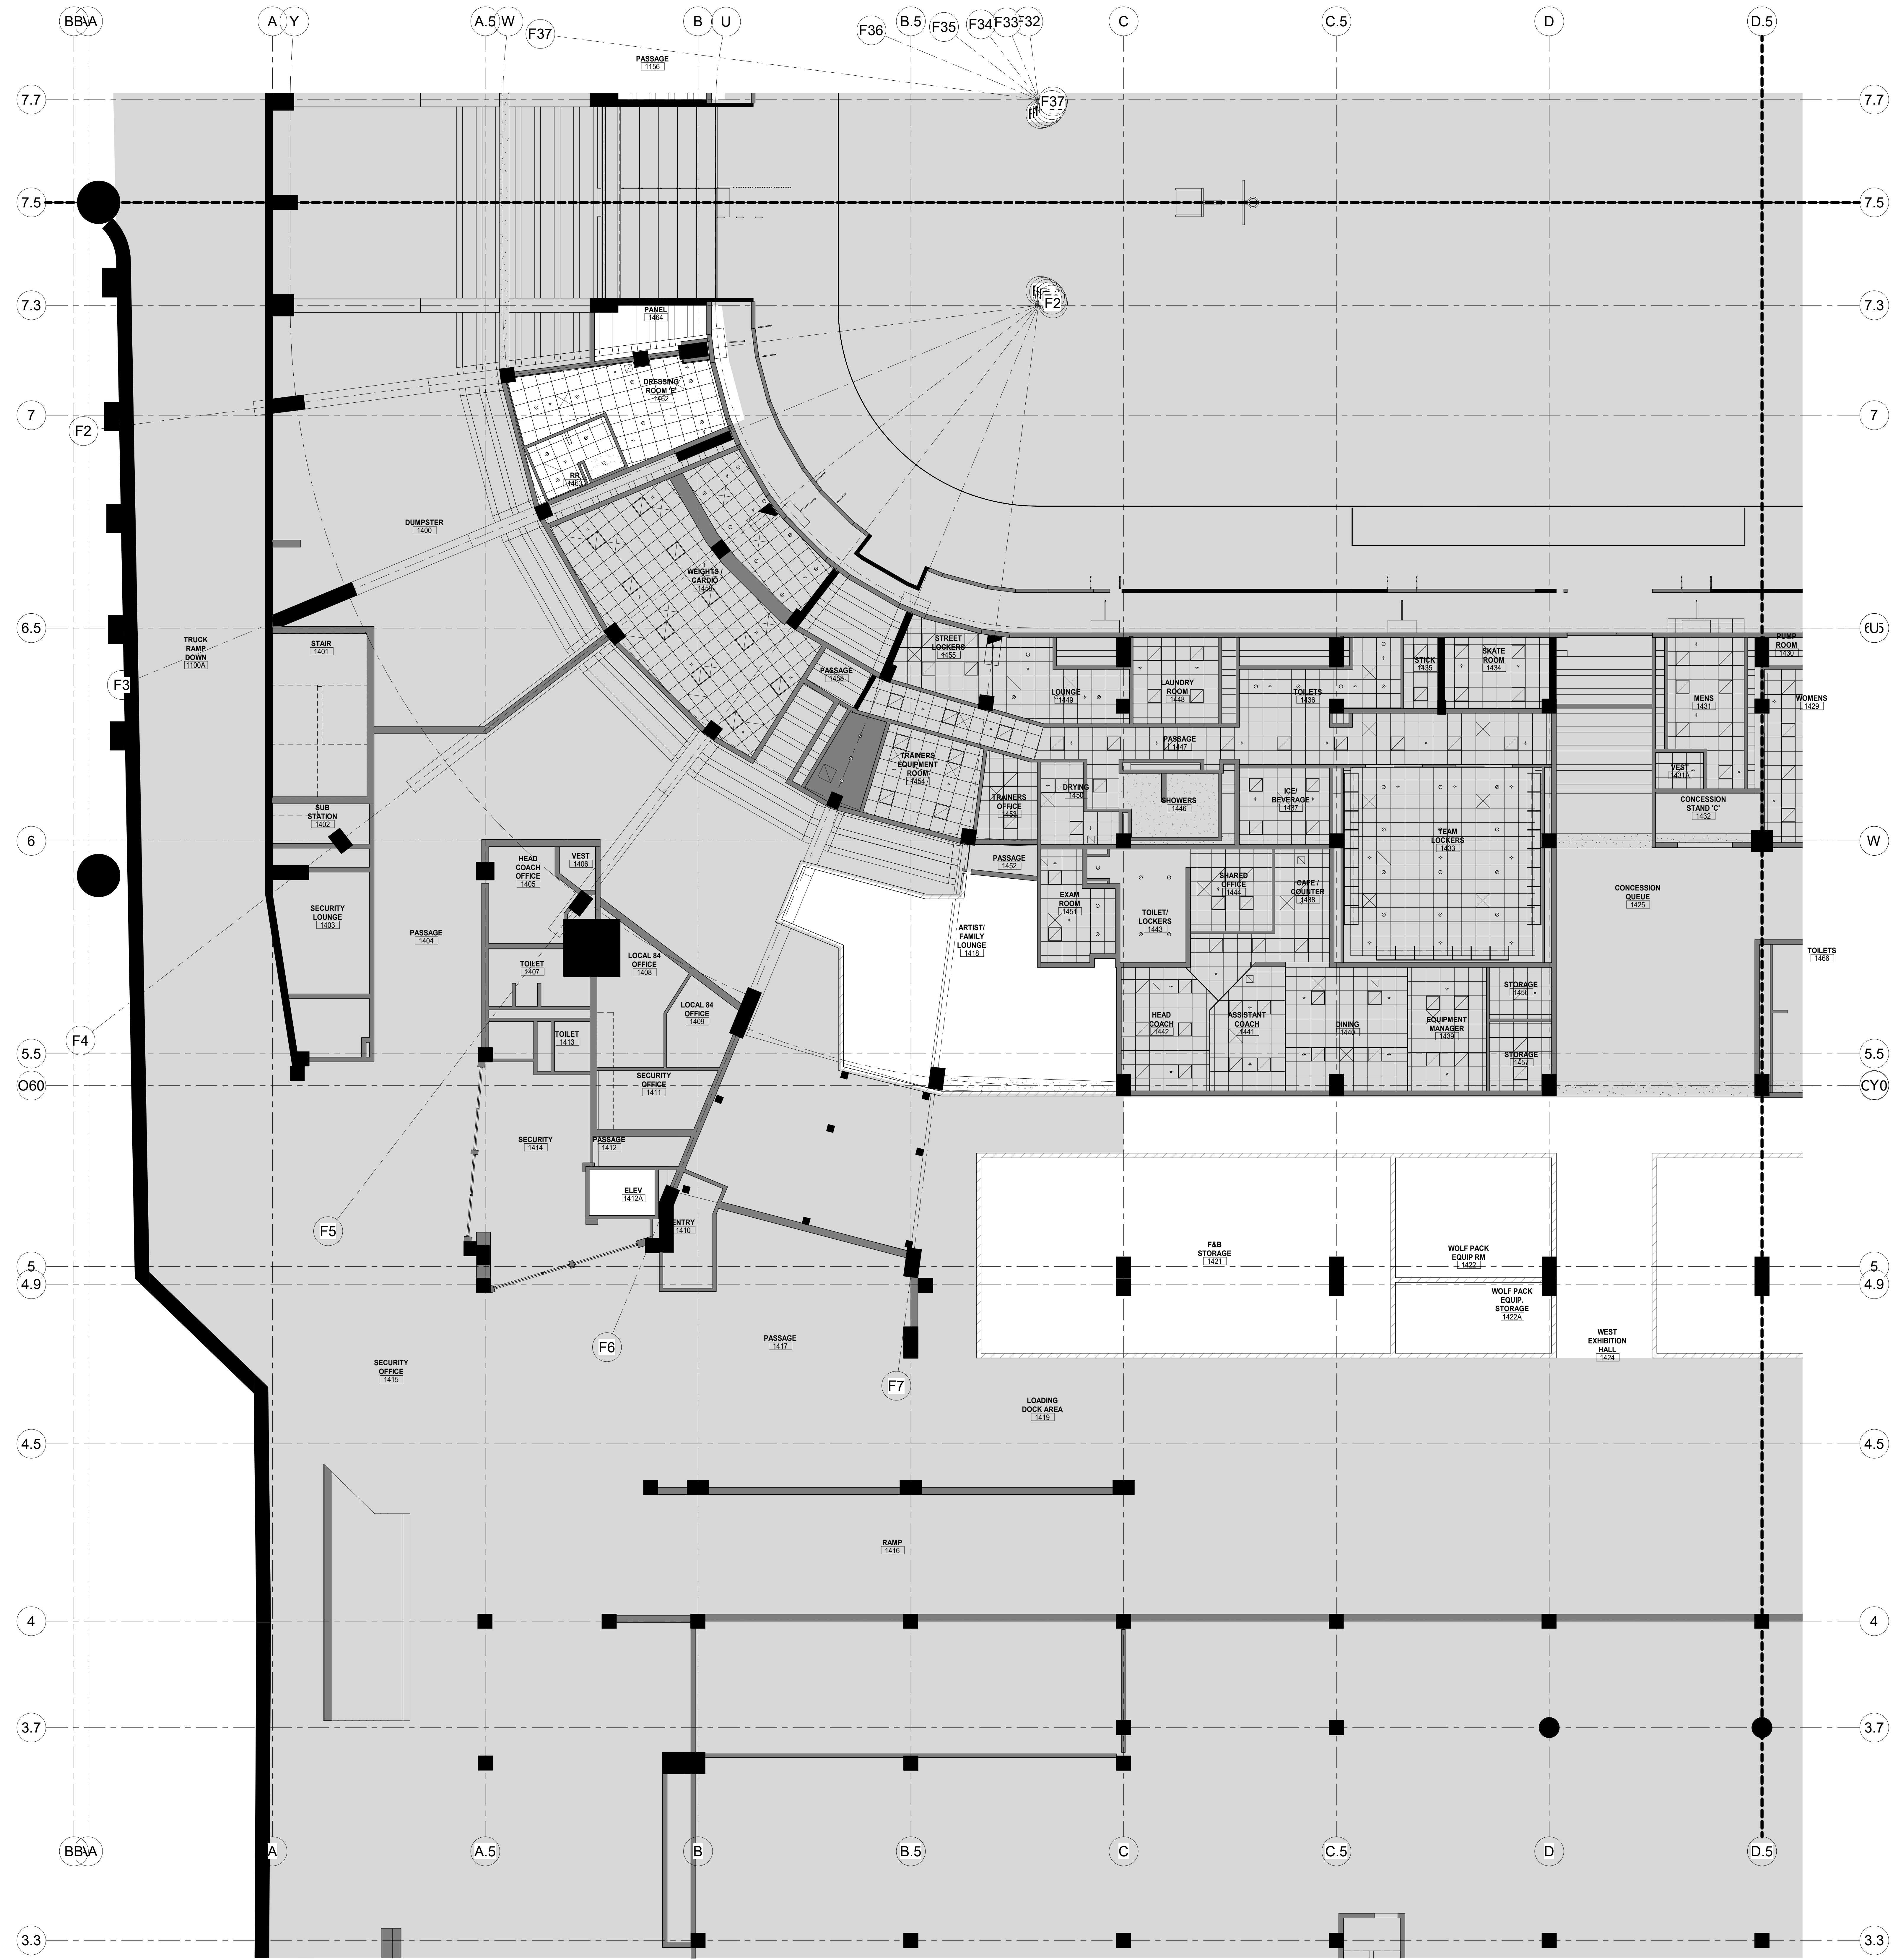 BB
AA
A
Y
A.5
W
F37
B
U
F36
B.5
F35
F34
F33
F32
C
C.5
D
D.5
PASSAGE
1156
7.7
F37
7.7
7.5
7.5
7.3
PANEL
1464
F2
7.3
DRESSING
ROOM 'E'
1462
7
F2
7
RR
1463
DUMPSTER
1400
WEIGHTS /
CARDIO
1459
6.5
TRUCK
RAMP
DOWN
1100A
F3
STAIR
1401
STREET
LOCKERS
1455
PASSAGE
1458
LOUNGE
1449
LAUNDRY
ROOM
1448
TOILETS
1436
STICK
1435
SKATE
ROOM
1434
MENS
1431
PUMP
ROOM
1430
WOMENS
1429
PASSAGE
1447
TRAINERS
EQUIPMENT
ROOM
1454
TRAINERS
OFFICE
1453
DRYING
1450
SHOWERS
1446
ICE/
BEVERAGE
1437
TEAM
LOCKERS
1433
VEST
1431A
CONCESSION
STAND 'C'
1432
SUB
STATION
1402
6
W
HEAD
COACH
OFFICE
1405
VEST
1406
PASSAGE
1452
EXAM
ROOM
1451
SHARED
OFFICE
1444
CAFE /
COUNTER
1438
CONCESSION
QUEUE
1425
SECURITY
LOUNGE
1403
PASSAGE
1404
TOILET/
LOCKERS
1443
ARTIST/
FAMILY
LOUNGE
1418
TOILET
1407
LOCAL 84
OFFICE
1408
TOILETS
1466
LOCAL 84
OFFICE
1409
HEAD
COACH
1442
ASSISTANT
COACH
1441
DINING
1440
EQUIPMENT
MANAGER
1439
STORAGE
1456
STORAGE
1457
F4
TOILET
1413
5.5
5.5
O60
CY0
SECURITY
OFFICE
1411
SECURITY
1414
PASSAGE
1412
ELEV
1412A
ENTRY
1410
F5
F&B
STORAGE
1421
WOLF PACK
EQUIP RM
1422
5
5
4.9
4.9
WOLF PACK
EQUIP.
STORAGE
1422A
F6
PASSAGE
1417
WEST
EXHIBITION
HALL
1424
SECURITY
OFFICE
1415
F7
LOADING
DOCK AREA
1419
4.5
4.5
RAMP
1416
4
4
3.7
3.7
BB
AA
A
A.5
B
B.5
C
C.5
D
D.5
3.3
3.3